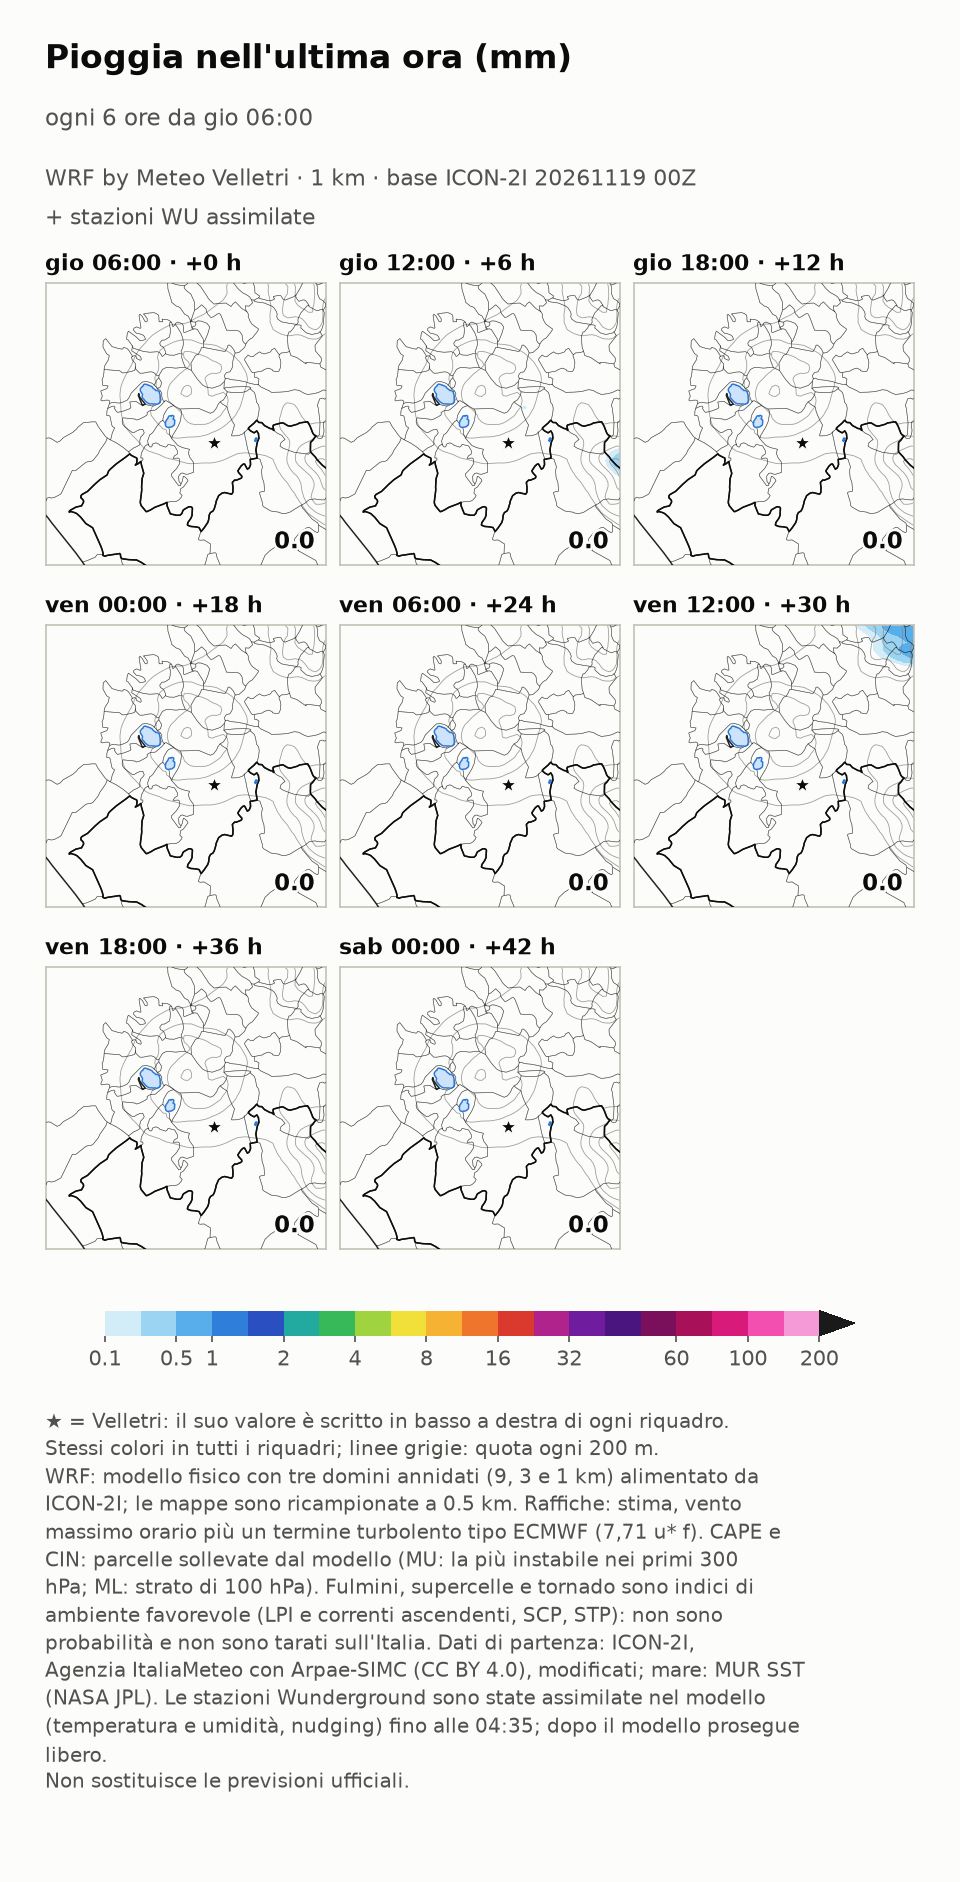 Pioggia nell'ultima ora (mm)
ogni 6 ore da gio 06:00
WRF by Meteo Velletri · 1 km · base ICON-2I 20261119 00Z
+ stazioni WU assimilate
gio 06:00 · +0 h
gio 12:00 · +6 h
gio 18:00 · +12 h
0.0
0.0
0.0
ven 00:00 · +18 h
ven 06:00 · +24 h
ven 12:00 · +30 h
0.0
0.0
0.0
ven 18:00 · +36 h
sab 00:00 · +42 h
0.0
0.0
0.1 0.5 1 2 4 8 16 32 60 100 200
★ = Velletri: il suo valore è scritto in basso a destra di ogni riquadro.
Stessi colori in tutti i riquadri; linee grigie: quota ogni 200 m.
WRF: modello fisico con tre domini annidati (9, 3 e 1 km) alimentato da
ICON-2I; le mappe sono ricampionate a 0.5 km. Raffiche: stima, vento
massimo orario più un termine turbolento tipo ECMWF (7,71 u* f). CAPE e
CIN: parcelle sollevate dal modello (MU: la più instabile nei primi 300
hPa; ML: strato di 100 hPa). Fulmini, supercelle e tornado sono indici di
ambiente favorevole (LPI e correnti ascendenti, SCP, STP): non sono
probabilità e non sono tarati sull'Italia. Dati di partenza: ICON-2I,
Agenzia ItaliaMeteo con Arpae-SIMC (CC BY 4.0), modificati; mare: MUR SST
(NASA JPL). Le stazioni Wunderground sono state assimilate nel modello
(temperatura e umidità, nudging) fino alle 04:35; dopo il modello prosegue
libero.
Non sostituisce le previsioni ufficiali.